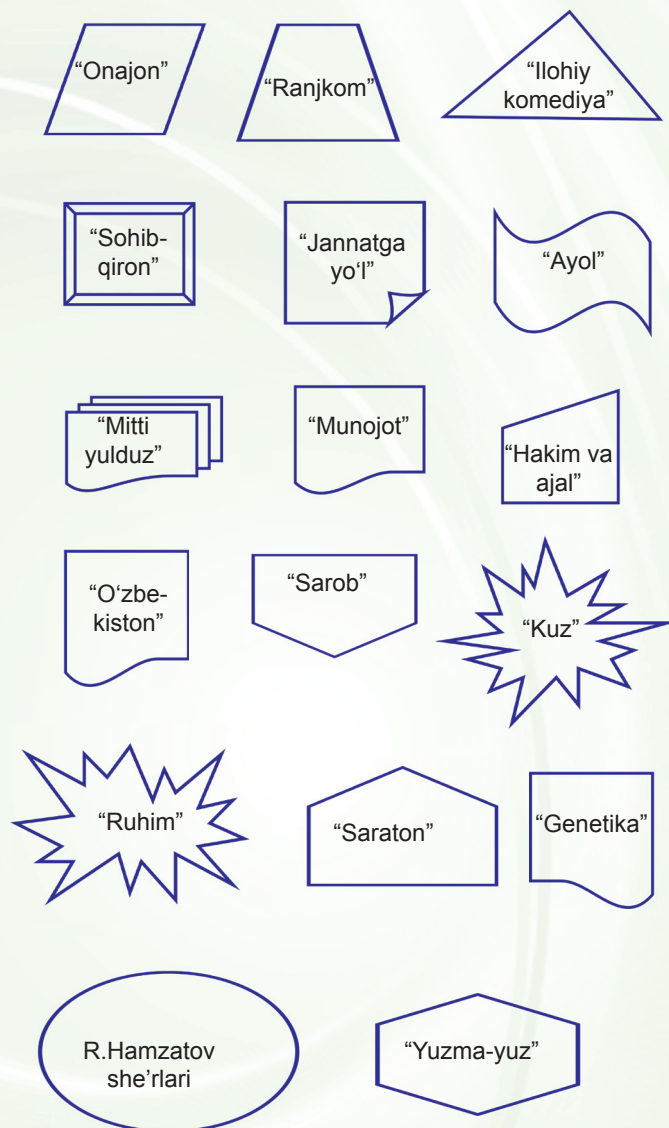 “Onajon”
“Ranjkom”
“Ilohiy
komediya”
“Sohib-
qiron”
“Jannatga
yo‘l”
“Ayol”
“Mitti
yulduz”
“Munojot”
“Hakim va
ajal”
“O‘zbe-
kiston”
“Sarob”
“Kuz”
“Ruhim”
“Saraton”
“Genetika”
R.Hamzatov
she’rlari
“Yuzma-yuz”